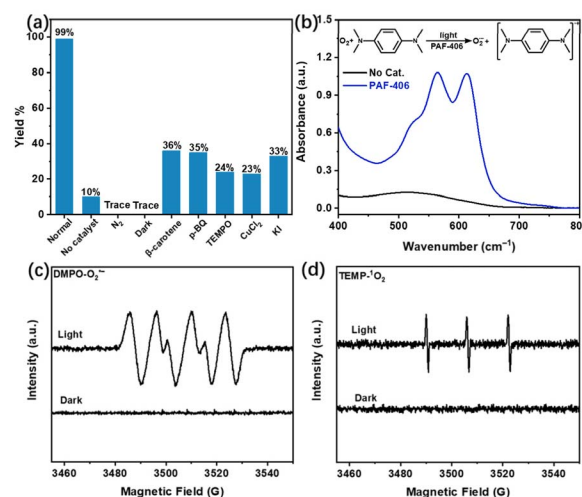 (a)
Yield %
100
80
60
40
20
0
99%
10%
Trace Trace
36%
35%
24%
23%
33%
Normal
No catalyst
N2
Dark
β-carotene
p-BQ
TEMPO
CuCl2
KI
(b)
O2+
N
N
light
PAF-406
O2•−+
N
N
•+
No Cat.
PAF-406
Absorbance (a.u.)
1.5
1.2
0.9
0.6
0.3
0.0
400 500 600 700 80
Wavenumber (cm−1)
(c)
DMPO-O2•−
Light
Dark
Intensity (a.u.)
3460 3480 3500 3520 3540
Magnetic Field (G)
(d)
TEMP-1O2
Light
Dark
Intensity (a.u.)
3460 3480 3500 3520 3540
Magnetic Field (G)